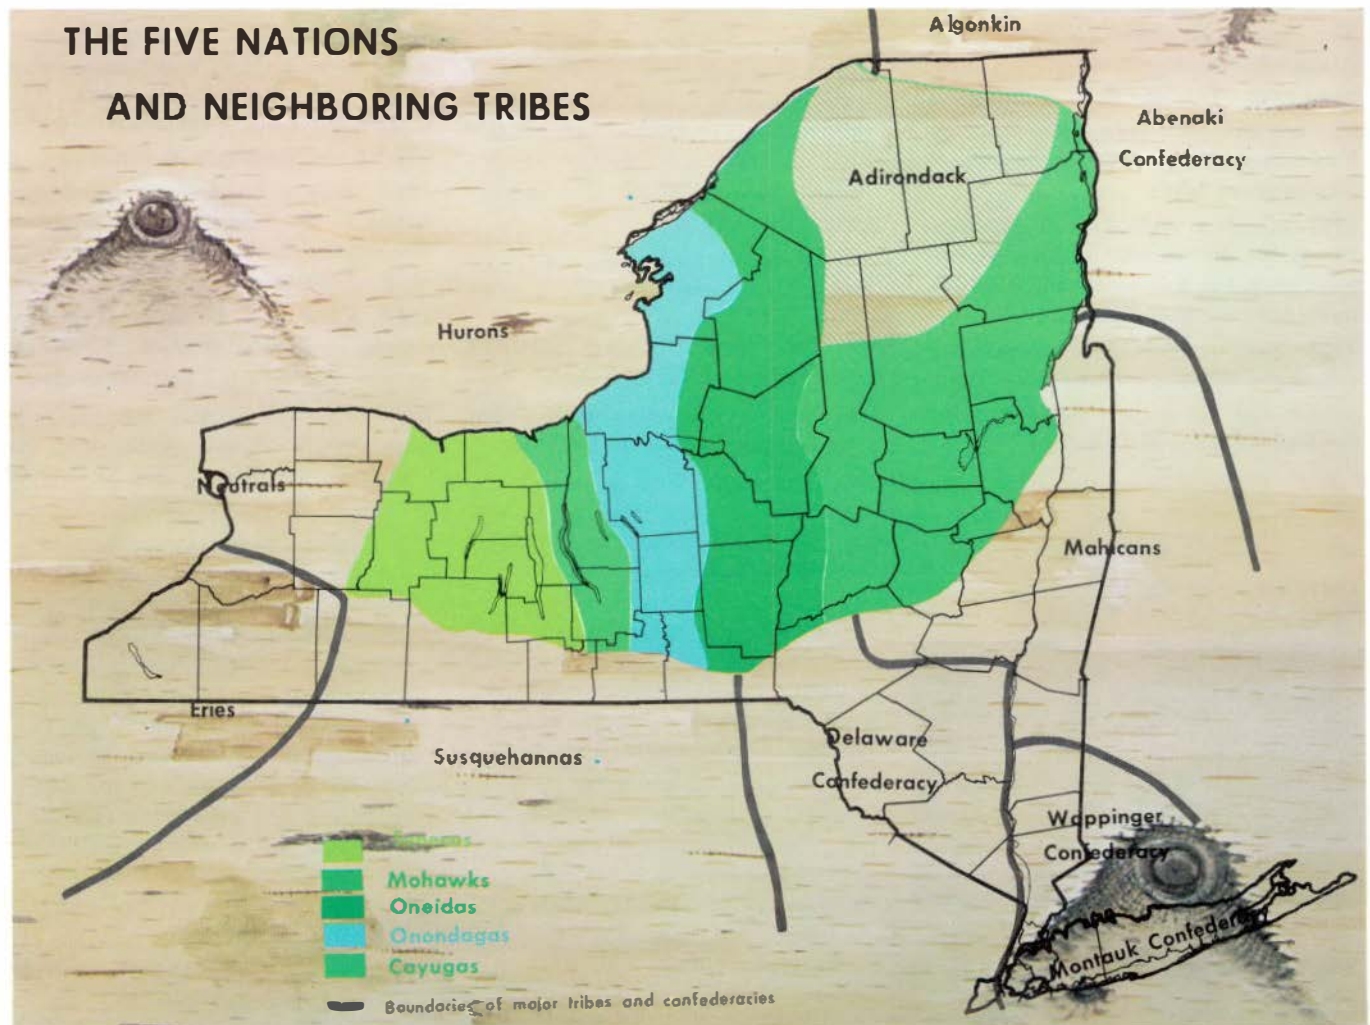 THE FIVE NATIONS
AND NEIGHBORING TRIBES
Algonkin
Abenaki
Confederacy
Adirondack
Hurons
Neutrals
Mahicans
Eries
Susquehannas
Delaware
Confederacy
Wappinger
Confederacy
Montauk Confederacy
Mohawks
Oneidas
Onondagas
Cayugas
Boundaries of major tribes and confederacies